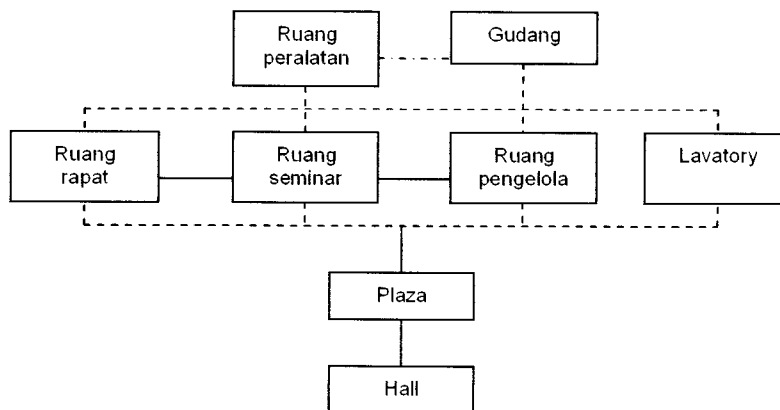 Ruang
peralatan
Gudang
Ruang
rapat
Ruang
seminar
Ruang
pengelola
Lavatory
Plaza
Hall